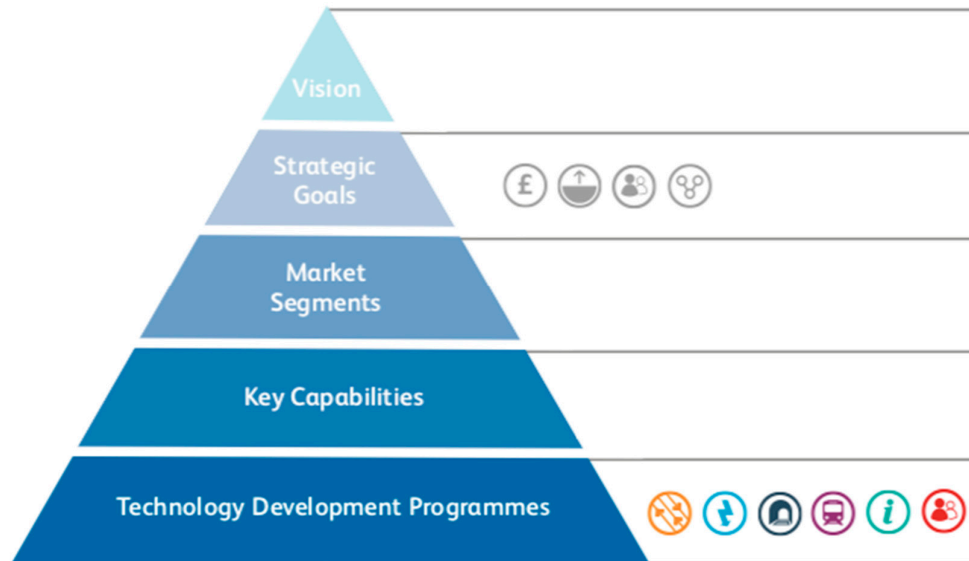 Vision
Strategic
Goals
£
Market
Segments
Key Capabilities
Technology Development Programmes
i